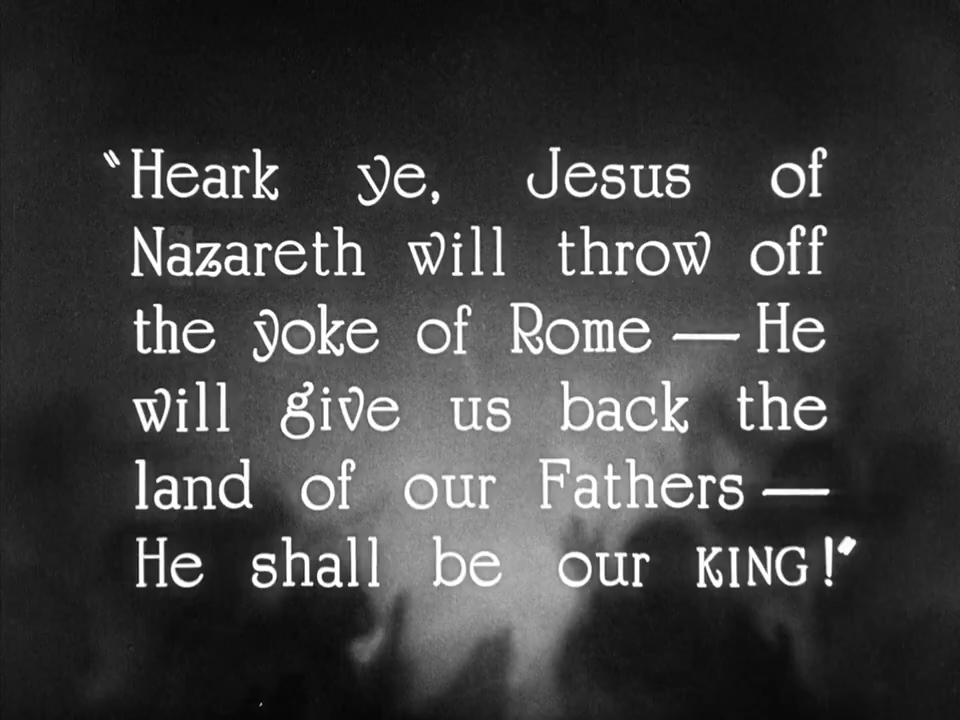 "Heark ye, Jesus of
Nazareth will throw off
the yoke of Rome — He
will give us back the
land of our Fathers —
He shall be our KING!"